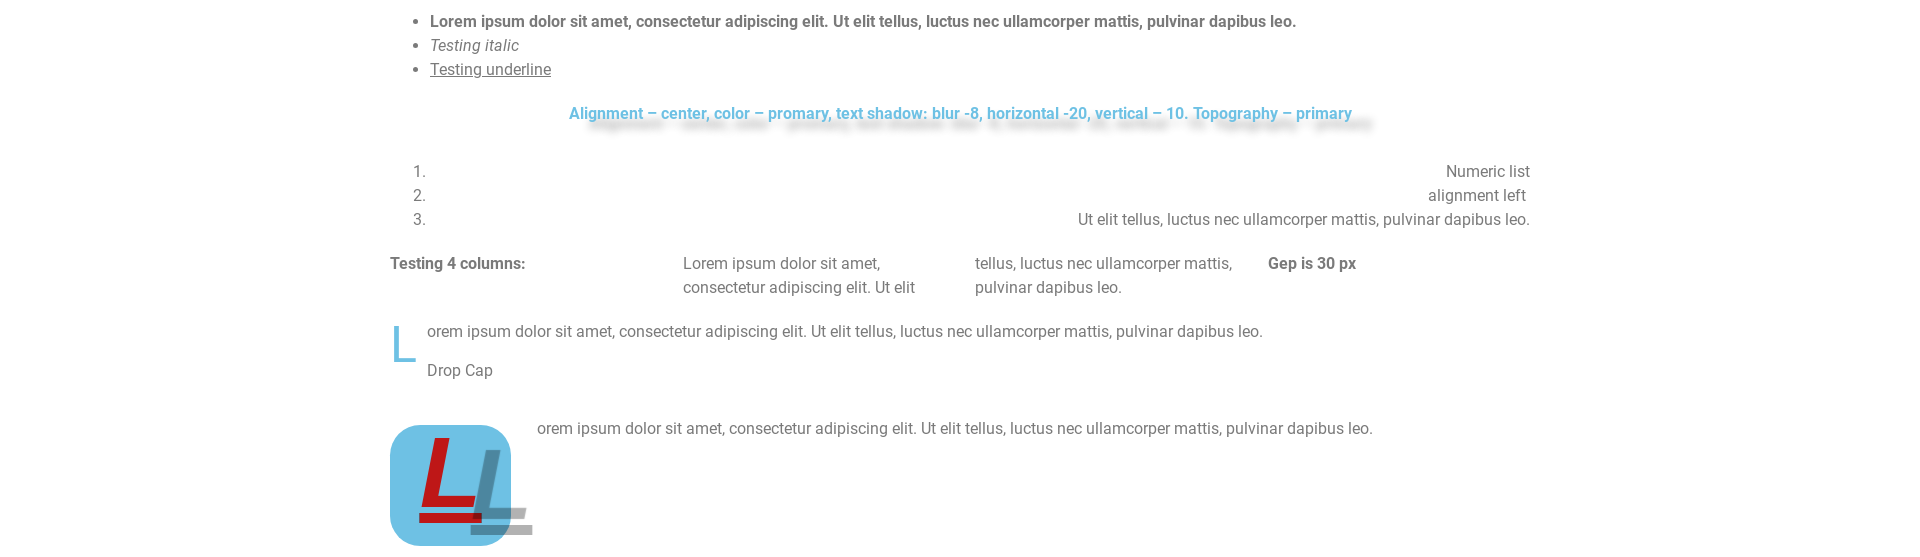 Lorem ipsum dolor sit amet, consectetur adipiscing elit. Ut elit tellus, luctus nec ullamcorper mattis, pulvinar dapibus leo.
Testing italic
Testing underline
Alignment – center, color – promary, text shadow: blur -8, horizontal -20, vertical – 10. Topography – primary
1. Numeric list
2. alignment left
3. Ut elit tellus, luctus nec ullamcorper mattis, pulvinar dapibus leo.
Testing 4 columns:
Lorem ipsum dolor sit amet,
consectetur adipiscing elit. Ut elit
tellus, luctus nec ullamcorper mattis,
pulvinar dapibus leo.
Gep is 30 px
Lorem ipsum dolor sit amet, consectetur adipiscing elit. Ut elit tellus, luctus nec ullamcorper mattis, pulvinar dapibus leo.
Drop Cap
Lorem ipsum dolor sit amet, consectetur adipiscing elit. Ut elit tellus, luctus nec ullamcorper mattis, pulvinar dapibus leo.